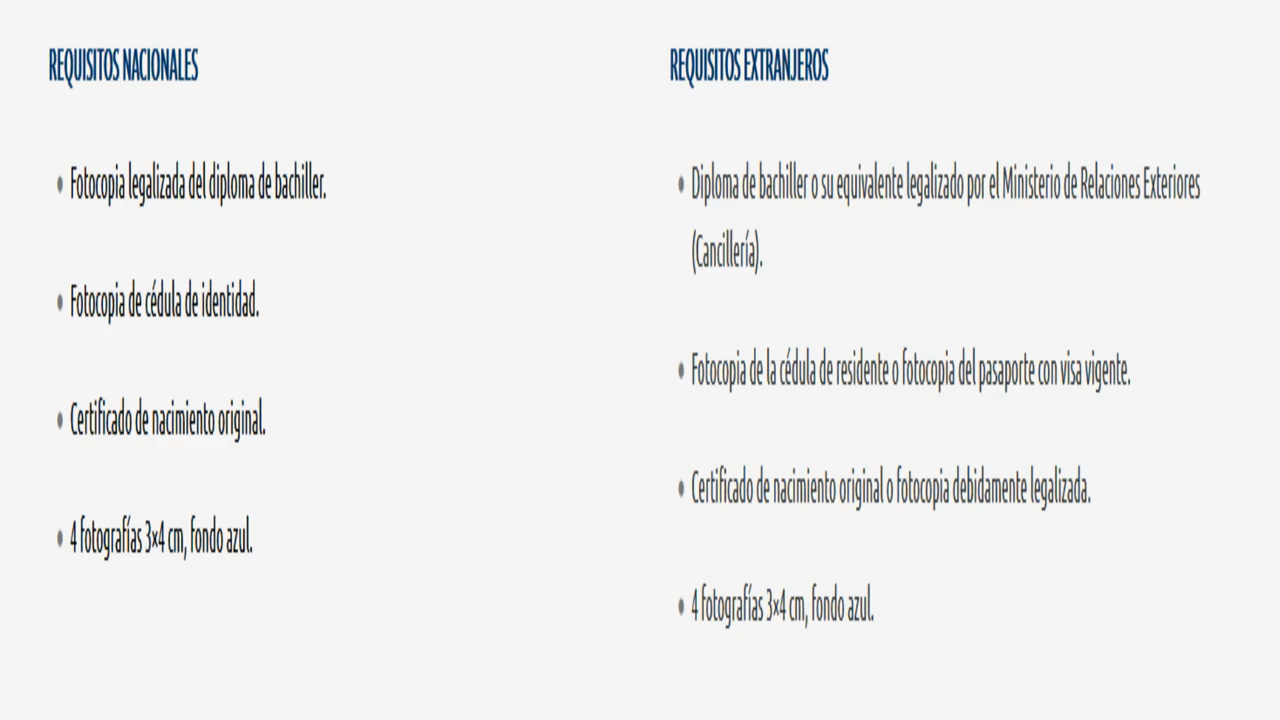 REQUISITOS NACIONALES
• Fotocopia legalizada del diploma de bachiller.
• Fotocopia de cédula de identidad.
• Certificado de nacimiento original.
• 4 fotografías 3×4 cm, fondo azul.
REQUISITOS EXTRANJEROS
• Diploma de bachiller o su equivalente legalizado por el Ministerio de Relaciones Exteriores
(Cancillería).
• Fotocopia de la cédula de residente o fotocopia del pasaporte con visa vigente.
• Certificado de nacimiento original o fotocopia debidamente legalizada.
• 4 fotografías 3×4 cm, fondo azul.